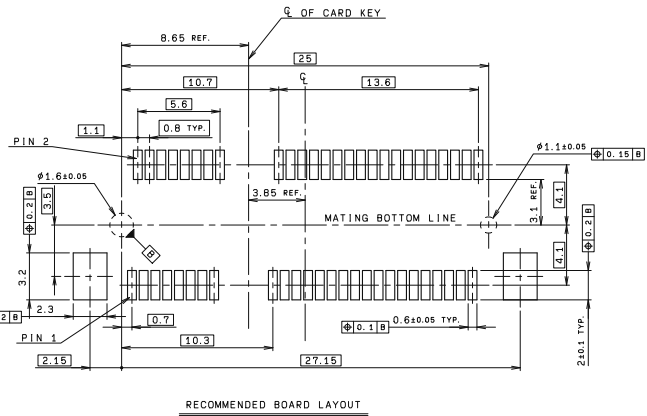 ℄ OF CARD KEY
8.65 REF.
25
℄
10.7
13.6
5.6
1.1
0.8 TYP.
PIN 2
ø1.1±0.05
⌖ 0.15 B
ø1.6±0.05
⌖ 0.2 B
3.5
3.85 REF.
3.1 REF.
4.1
MATING BOTTOM LINE
B
4.1
⌖ 0.2 B
3.2
2.3
2 B
PIN 1
0.7
⌖ 0.1 B
0.6±0.05 TYP.
10.3
2±0.1 TYP.
2.15
27.15
RECOMMENDED BOARD LAYOUT